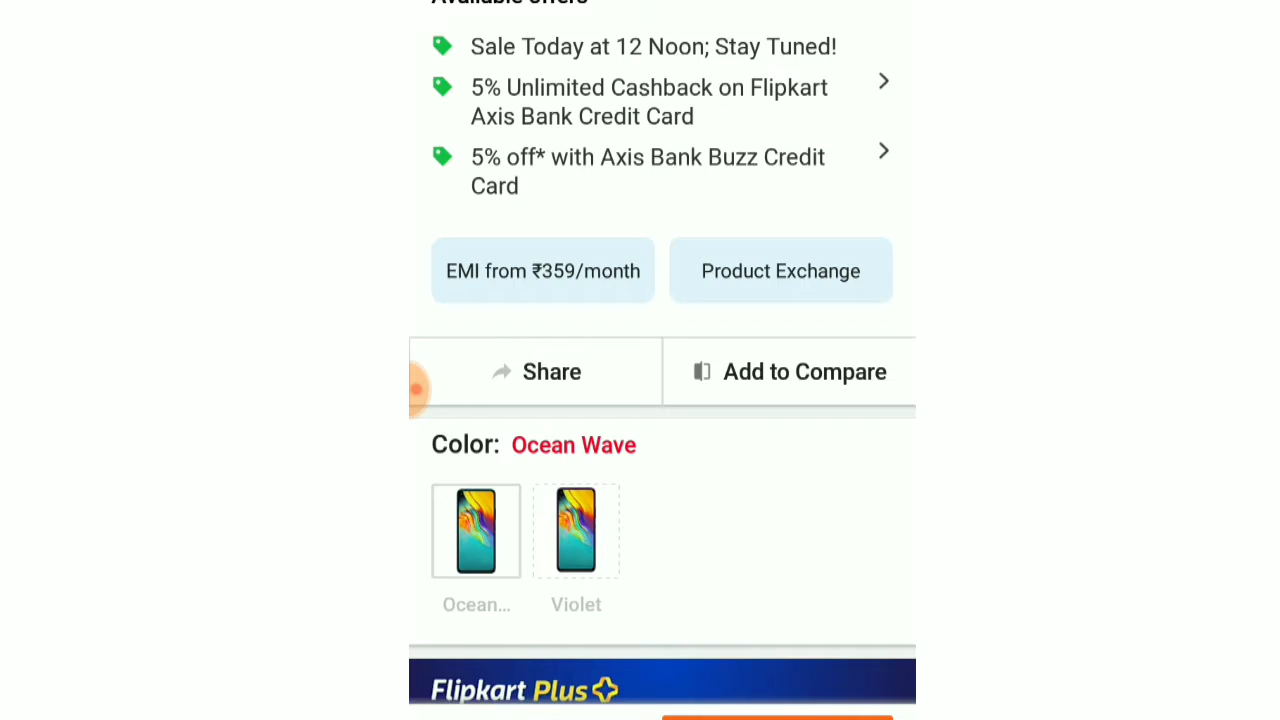 Available offers
Sale Today at 12 Noon; Stay Tuned!
5% Unlimited Cashback on Flipkart
Axis Bank Credit Card
5% off* with Axis Bank Buzz Credit
Card
EMI from ₹359/month
Product Exchange
Share
Add to Compare
Color: Ocean Wave
Ocean...
Violet
Flipkart Plus